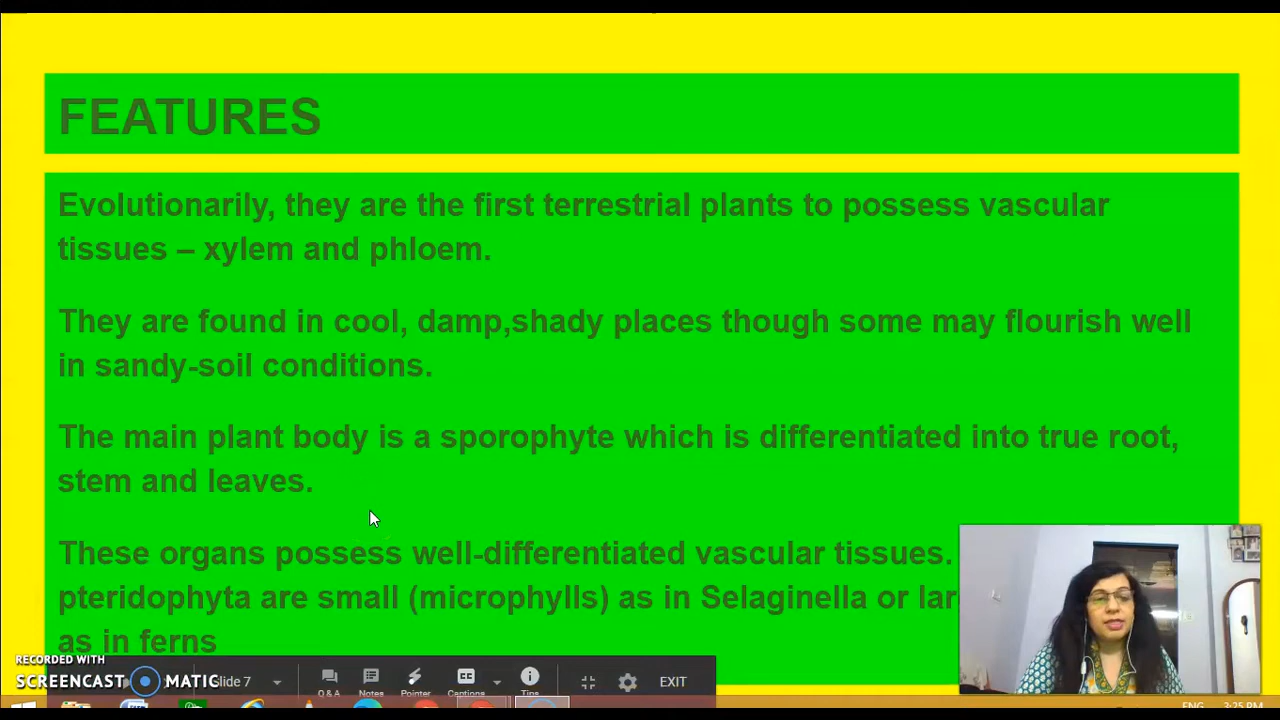 FEATURES
Evolutionarily, they are the first terrestrial plants to possess vascular
tissues – xylem and phloem.
They are found in cool, damp,shady places though some may flourish well
in sandy-soil conditions.
The main plant body is a sporophyte which is differentiated into true root,
stem and leaves.
These organs possess well-differentiated vascular tissues.
pteridophyta are small (microphylls) as in Selaginella or
as in ferns
RECORDED WITH
SCREENCAST MATIC
Slide 7
Q & A
Notes
Pointer
Captions
Tips
EXIT
ENG
3:25 PM